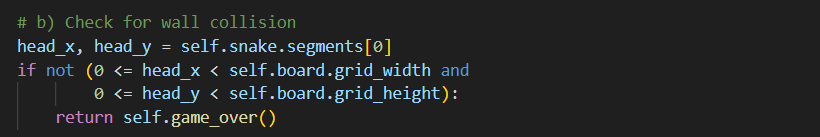 # b) Check for wall collision
head_x, head_y = self.snake.segments[0]
if not (0 <= head_x < self.board.grid_width and
        0 <= head_y < self.board.grid_height):
    return self.game_over()